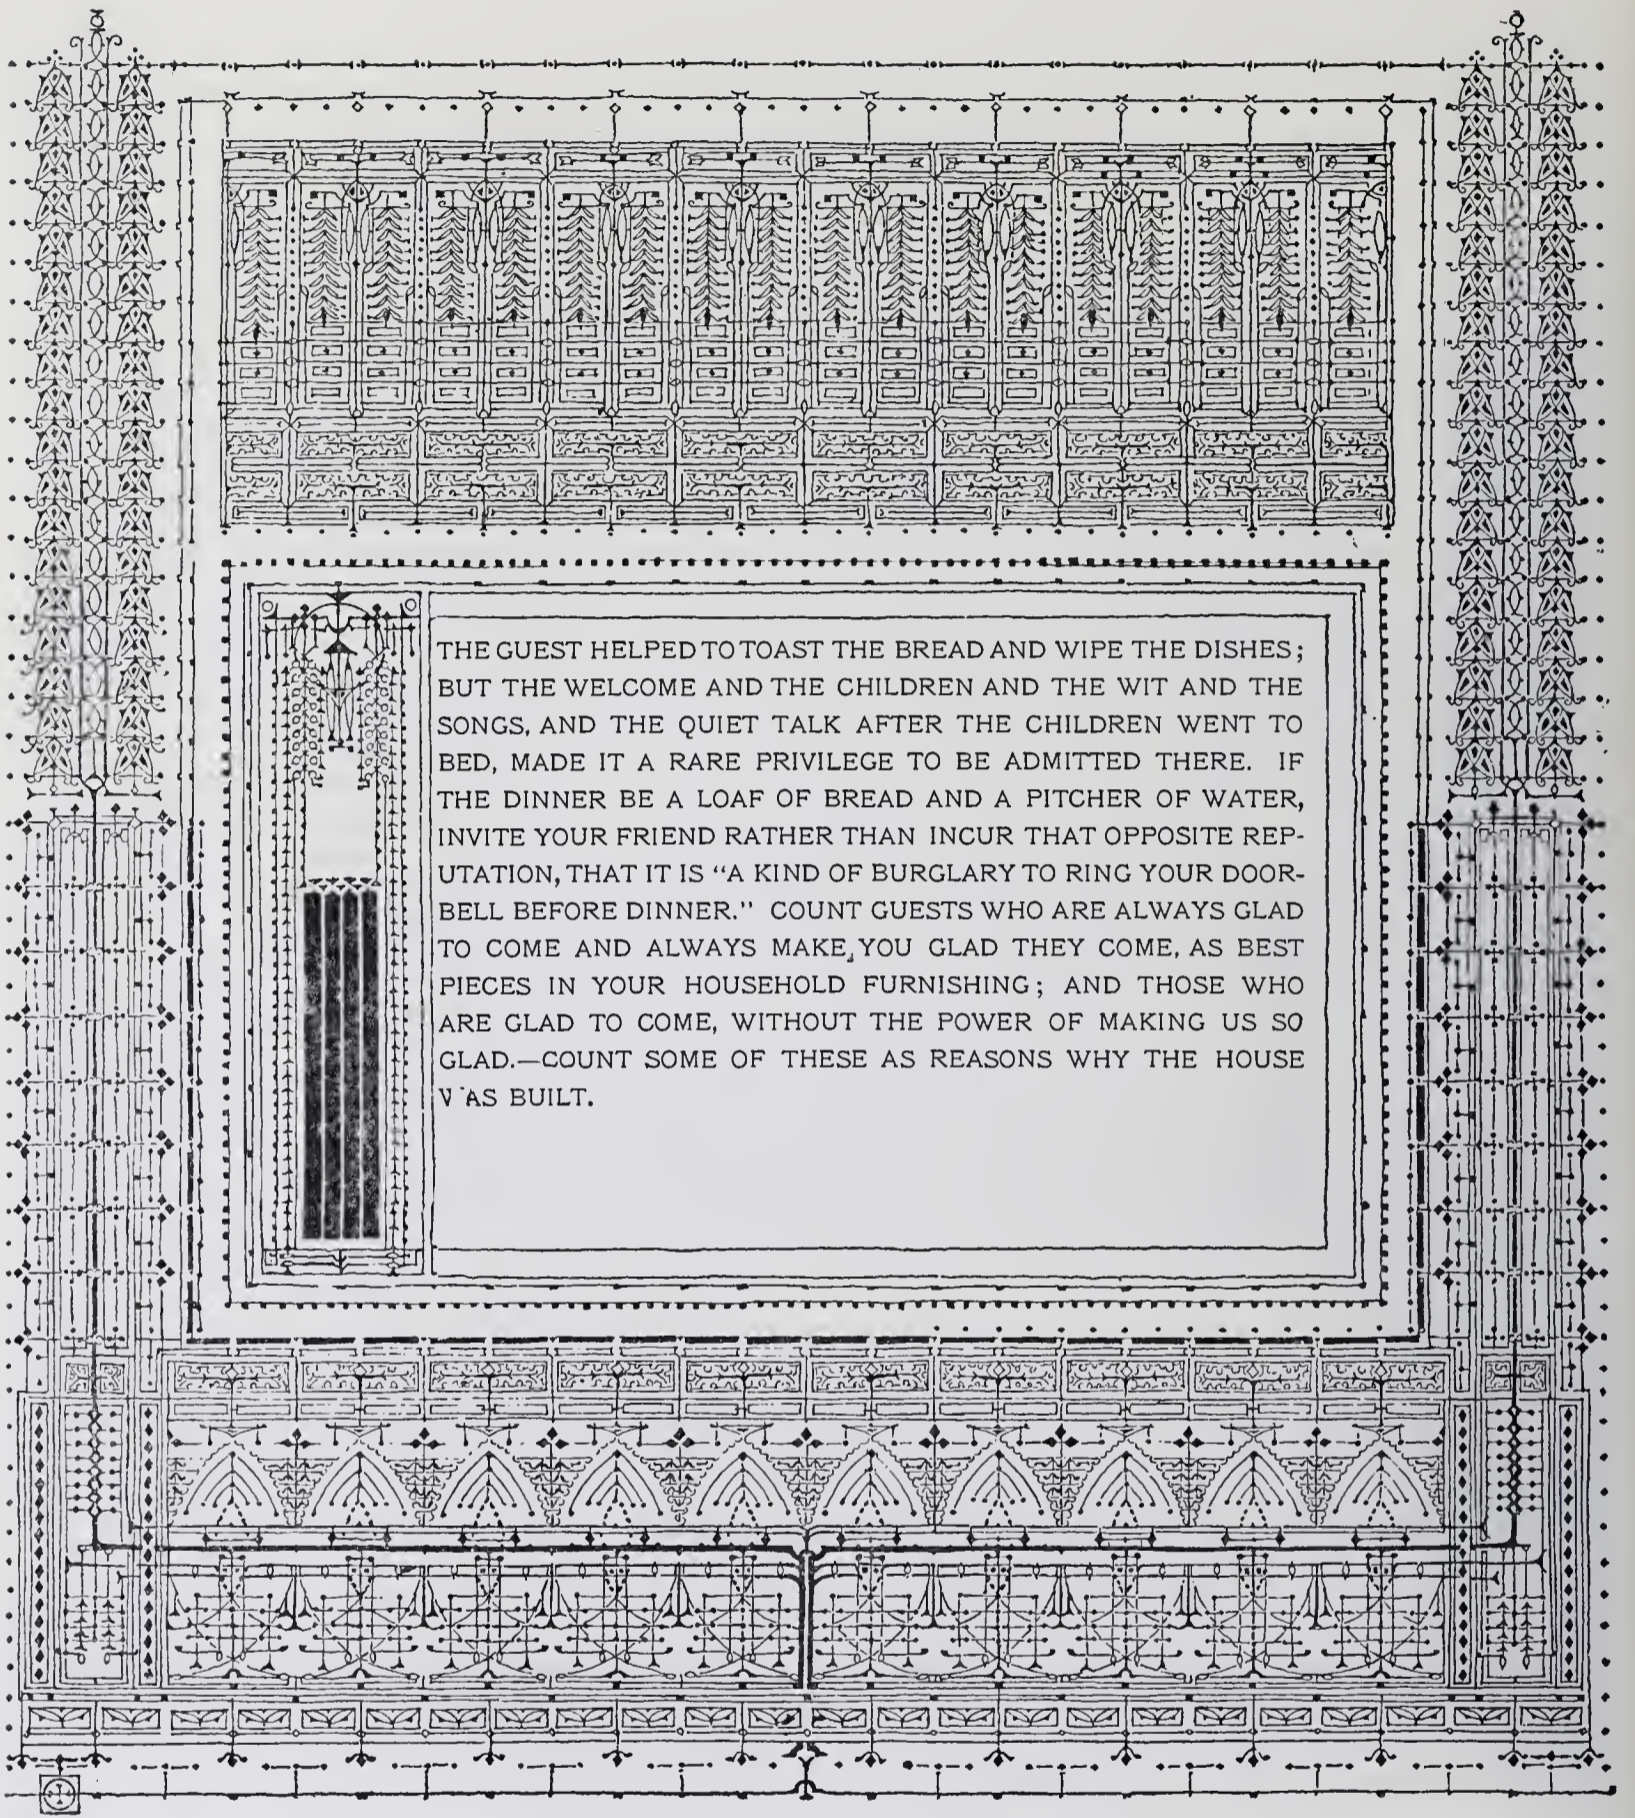 THE GUEST HELPED TO TOAST THE BREAD AND WIPE THE DISHES;
BUT THE WELCOME AND THE CHILDREN AND THE WIT AND THE
SONGS, AND THE QUIET TALK AFTER THE CHILDREN WENT TO
BED, MADE IT A RARE PRIVILEGE TO BE ADMITTED THERE. IF
THE DINNER BE A LOAF OF BREAD AND A PITCHER OF WATER,
INVITE YOUR FRIEND RATHER THAN INCUR THAT OPPOSITE REP-
UTATION, THAT IT IS “A KIND OF BURGLARY TO RING YOUR DOOR-
BELL BEFORE DINNER.” COUNT GUESTS WHO ARE ALWAYS GLAD
TO COME AND ALWAYS MAKE YOU GLAD THEY COME, AS BEST
PIECES IN YOUR HOUSEHOLD FURNISHING; AND THOSE WHO
ARE GLAD TO COME, WITHOUT THE POWER OF MAKING US SO
GLAD.—COUNT SOME OF THESE AS REASONS WHY THE HOUSE
WAS BUILT.